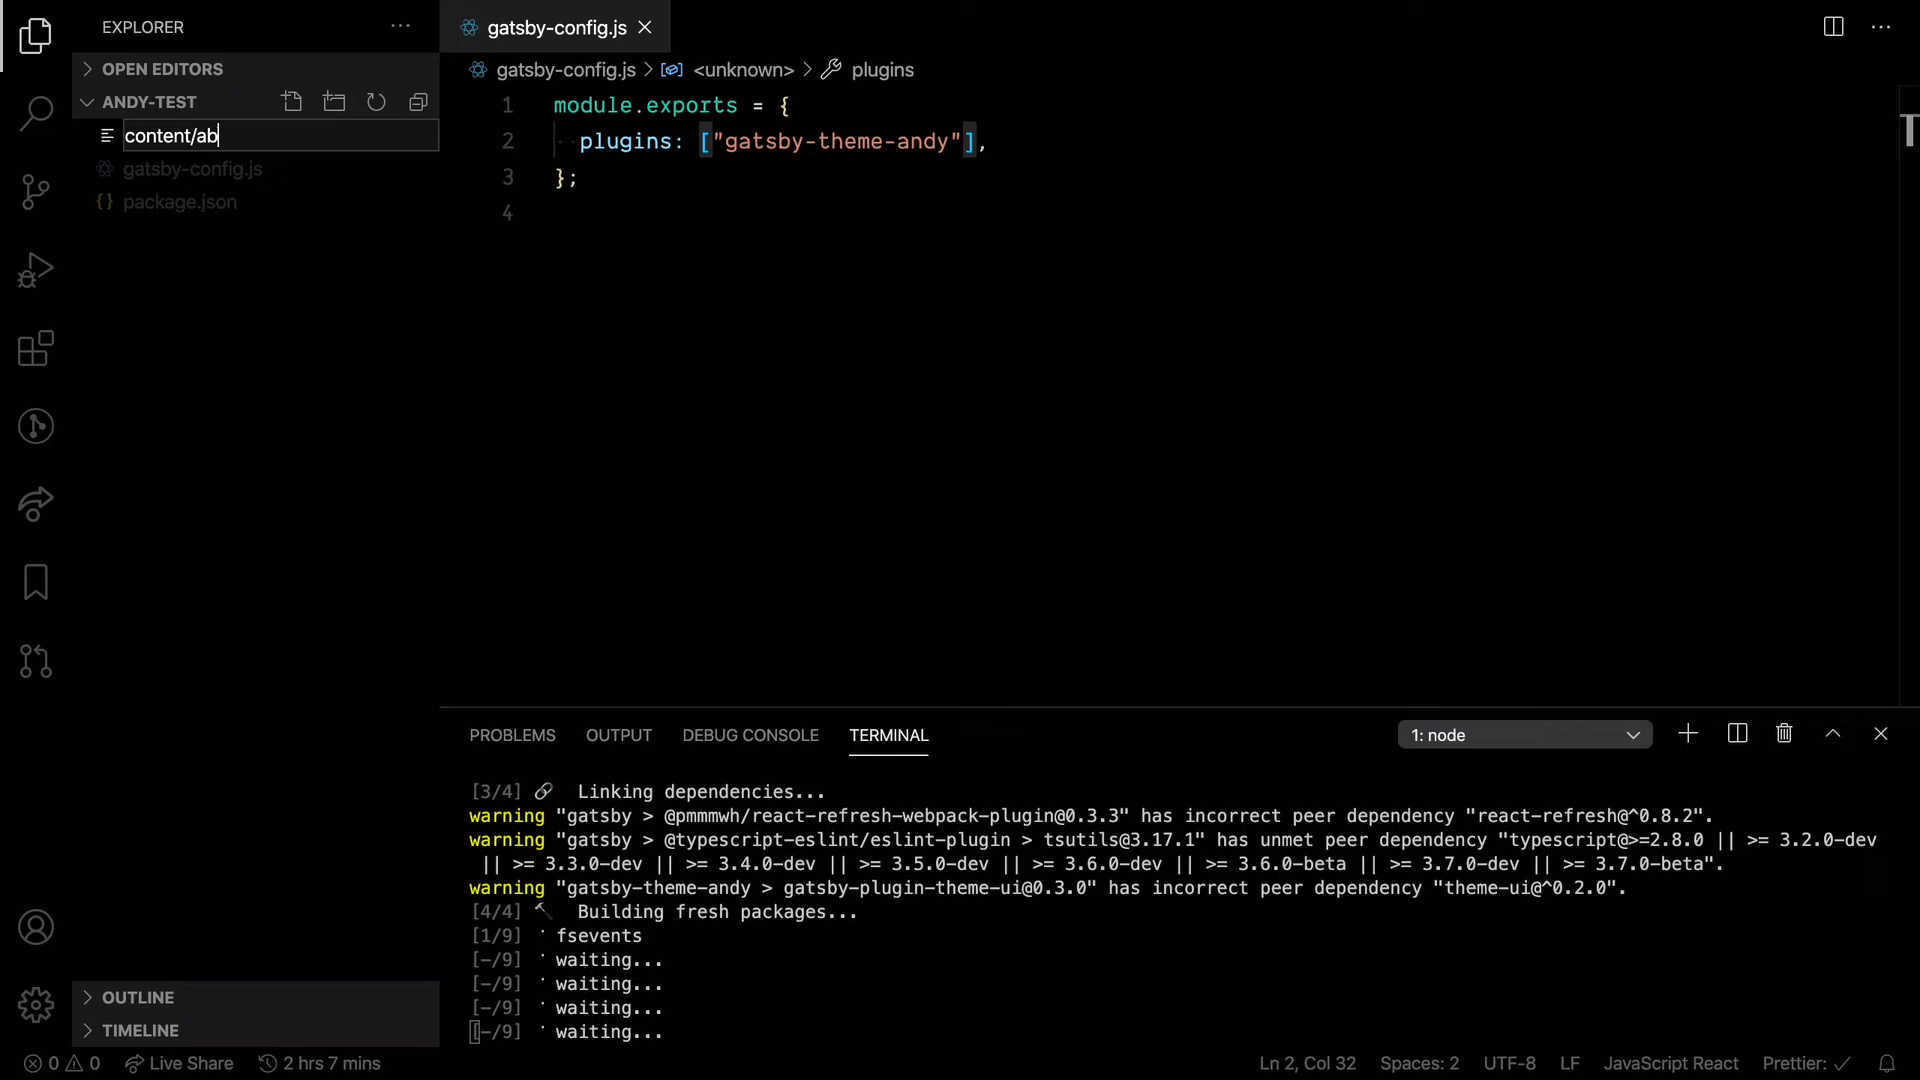 EXPLORER
OPEN EDITORS
ANDY-TEST
content/ab
gatsby-config.js
{} package.json
OUTLINE
TIMELINE
gatsby-config.js
gatsby-config.js > <unknown> > plugins
1 module.exports = {
2 plugins: ["gatsby-theme-andy"],
3 };
4
T
PROBLEMS OUTPUT DEBUG CONSOLE TERMINAL 1: node
[3/4] 🔗 Linking dependencies...
warning "gatsby > @pmmmwh/react-refresh-webpack-plugin@0.3.3" has incorrect peer dependency "react-refresh@^0.8.2".
warning "gatsby > @typescript-eslint/eslint-plugin > tsutils@3.17.1" has unmet peer dependency "typescript@>=2.8.0 || >= 3.2.0-dev
|| >= 3.3.0-dev || >= 3.4.0-dev || >= 3.5.0-dev || >= 3.6.0-dev || >= 3.6.0-beta || >= 3.7.0-dev || >= 3.7.0-beta".
warning "gatsby-theme-andy > gatsby-plugin-theme-ui@0.3.0" has incorrect peer dependency "theme-ui@^0.2.0".
[4/4] 🔨 Building fresh packages...
[1/9] ⠁ fsevents
[-/9] ⠁ waiting...
[-/9] ⠁ waiting...
[-/9] ⠁ waiting...
[-/9] ⠁ waiting...
0 0 Live Share 2 hrs 7 mins Ln 2, Col 32 Spaces: 2 UTF-8 LF JavaScript React Prettier: ✓